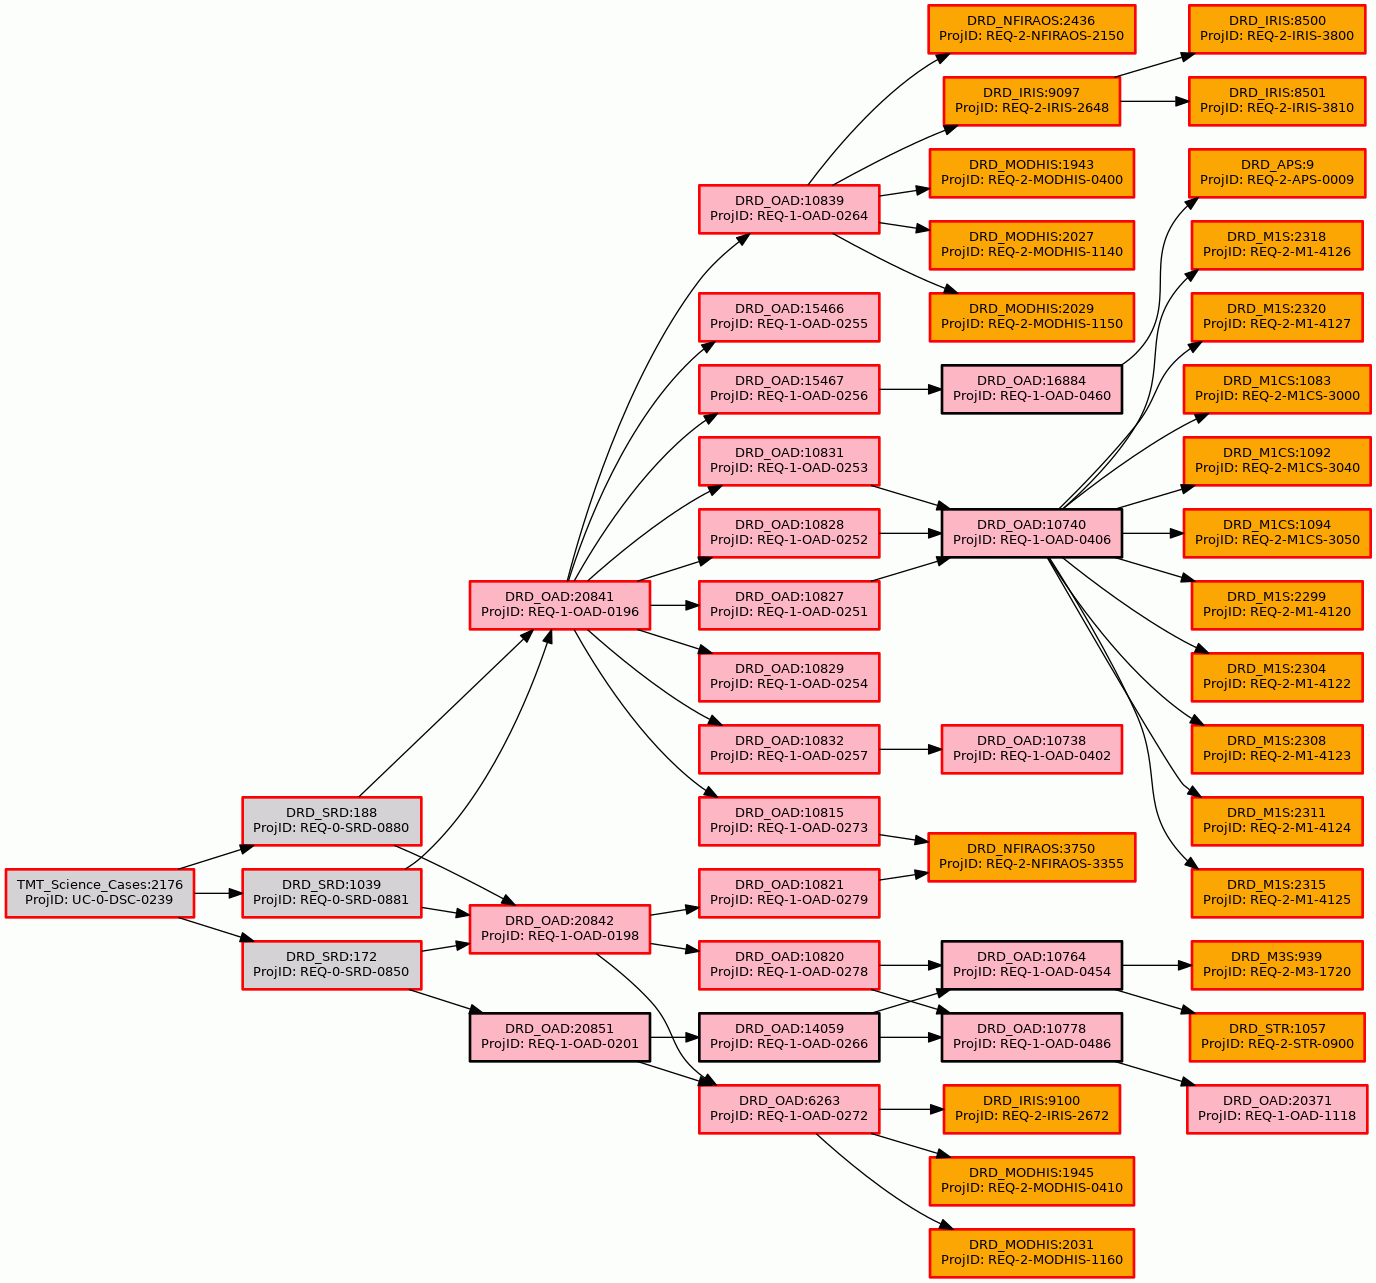 DRD_NFIRAOS:2436
ProjID: REQ-2-NFIRAOS-2150
DRD_IRIS:8500
ProjID: REQ-2-IRIS-3800
DRD_IRIS:9097
ProjID: REQ-2-IRIS-2648
DRD_IRIS:8501
ProjID: REQ-2-IRIS-3810
DRD_MODHIS:1943
ProjID: REQ-2-MODHIS-0400
DRD_APS:9
ProjID: REQ-2-APS-0009
DRD_OAD:10839
ProjID: REQ-1-OAD-0264
DRD_MODHIS:2027
ProjID: REQ-2-MODHIS-1140
DRD_M1S:2318
ProjID: REQ-2-M1-4126
DRD_OAD:15466
ProjID: REQ-1-OAD-0255
DRD_MODHIS:2029
ProjID: REQ-2-MODHIS-1150
DRD_M1S:2320
ProjID: REQ-2-M1-4127
DRD_OAD:15467
ProjID: REQ-1-OAD-0256
DRD_OAD:16884
ProjID: REQ-1-OAD-0460
DRD_M1CS:1083
ProjID: REQ-2-M1CS-3000
DRD_OAD:10831
ProjID: REQ-1-OAD-0253
DRD_M1CS:1092
ProjID: REQ-2-M1CS-3040
DRD_OAD:10828
ProjID: REQ-1-OAD-0252
DRD_OAD:10740
ProjID: REQ-1-OAD-0406
DRD_M1CS:1094
ProjID: REQ-2-M1CS-3050
DRD_OAD:20841
ProjID: REQ-1-OAD-0196
DRD_OAD:10827
ProjID: REQ-1-OAD-0251
DRD_M1S:2299
ProjID: REQ-2-M1-4120
DRD_OAD:10829
ProjID: REQ-1-OAD-0254
DRD_M1S:2304
ProjID: REQ-2-M1-4122
DRD_OAD:10832
ProjID: REQ-1-OAD-0257
DRD_OAD:10738
ProjID: REQ-1-OAD-0402
DRD_M1S:2308
ProjID: REQ-2-M1-4123
DRD_SRD:188
ProjID: REQ-0-SRD-0880
DRD_OAD:10815
ProjID: REQ-1-OAD-0273
DRD_M1S:2311
ProjID: REQ-2-M1-4124
DRD_NFIRAOS:3750
ProjID: REQ-2-NFIRAOS-3355
TMT_Science_Cases:2176
ProjID: UC-0-DSC-0239
DRD_SRD:1039
ProjID: REQ-0-SRD-0881
DRD_OAD:10821
ProjID: REQ-1-OAD-0279
DRD_M1S:2315
ProjID: REQ-2-M1-4125
DRD_OAD:20842
ProjID: REQ-1-OAD-0198
DRD_SRD:172
ProjID: REQ-0-SRD-0850
DRD_OAD:10820
ProjID: REQ-1-OAD-0278
DRD_OAD:10764
ProjID: REQ-1-OAD-0454
DRD_M3S:939
ProjID: REQ-2-M3-1720
DRD_OAD:20851
ProjID: REQ-1-OAD-0201
DRD_OAD:14059
ProjID: REQ-1-OAD-0266
DRD_OAD:10778
ProjID: REQ-1-OAD-0486
DRD_STR:1057
ProjID: REQ-2-STR-0900
DRD_OAD:6263
ProjID: REQ-1-OAD-0272
DRD_IRIS:9100
ProjID: REQ-2-IRIS-2672
DRD_OAD:20371
ProjID: REQ-1-OAD-1118
DRD_MODHIS:1945
ProjID: REQ-2-MODHIS-0410
DRD_MODHIS:2031
ProjID: REQ-2-MODHIS-1160